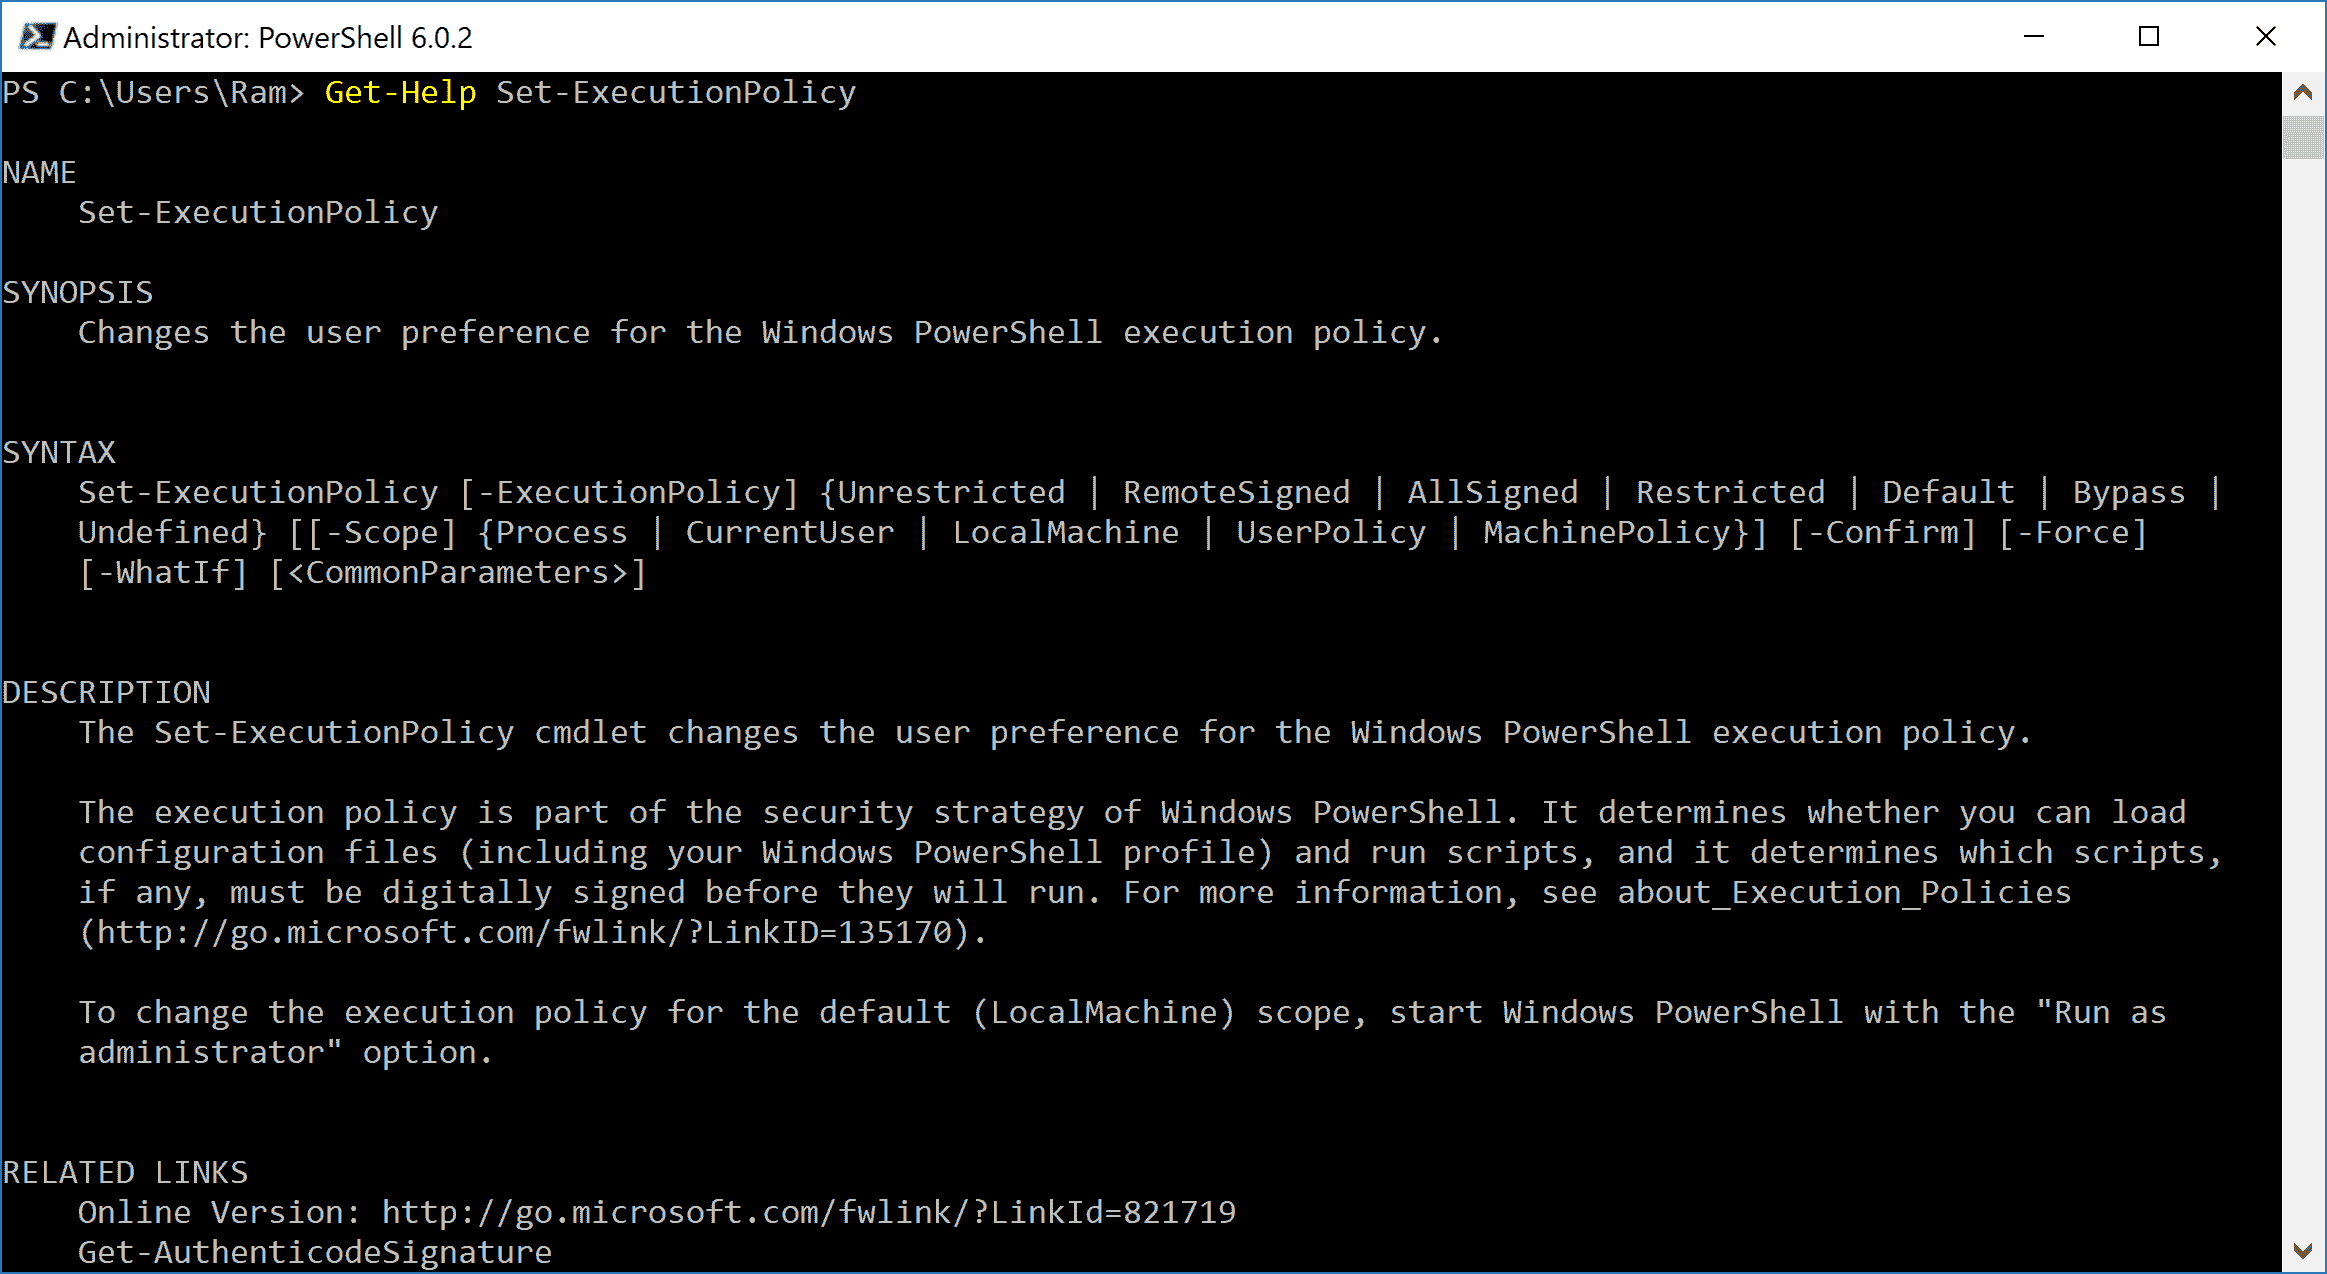 Administrator: PowerShell 6.0.2
PS C:\Users\Ram> Get-Help Set-ExecutionPolicy
NAME
Set-ExecutionPolicy
SYNOPSIS
Changes the user preference for the Windows PowerShell execution policy.
SYNTAX
Set-ExecutionPolicy [-ExecutionPolicy] {Unrestricted | RemoteSigned | AllSigned | Restricted | Default | Bypass |
Undefined} [[-Scope] {Process | CurrentUser | LocalMachine | UserPolicy | MachinePolicy}] [-Confirm] [-Force]
[-WhatIf] [<CommonParameters>]
DESCRIPTION
The Set-ExecutionPolicy cmdlet changes the user preference for the Windows PowerShell execution policy.
The execution policy is part of the security strategy of Windows PowerShell. It determines whether you can load
configuration files (including your Windows PowerShell profile) and run scripts, and it determines which scripts,
if any, must be digitally signed before they will run. For more information, see about_Execution_Policies
(http://go.microsoft.com/fwlink/?LinkID=135170).
To change the execution policy for the default (LocalMachine) scope, start Windows PowerShell with the "Run as
administrator" option.
RELATED LINKS
Online Version: http://go.microsoft.com/fwlink/?LinkId=821719
Get-AuthenticodeSignature